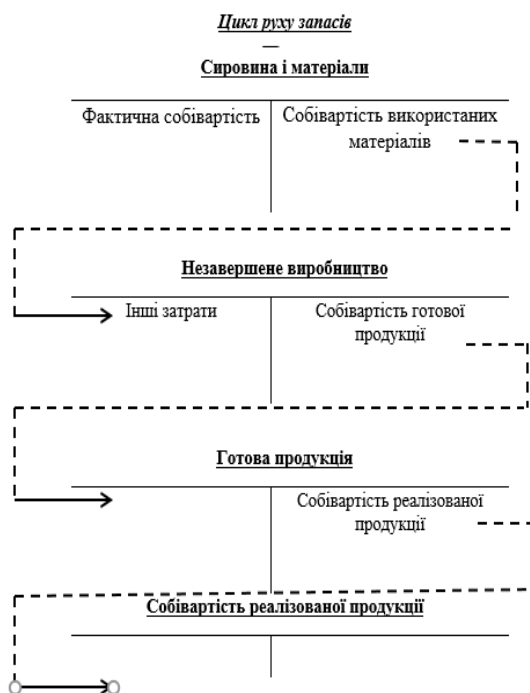 Цикл руху запасів
Сировина і матеріали
Фактична собівартість
Собівартість використаних
матеріалів
Незавершене виробництво
Інші затрати
Собівартість готової
продукції
Готова продукція
Собівартість реалізованої
продукції
Собівартість реалізованої продукції